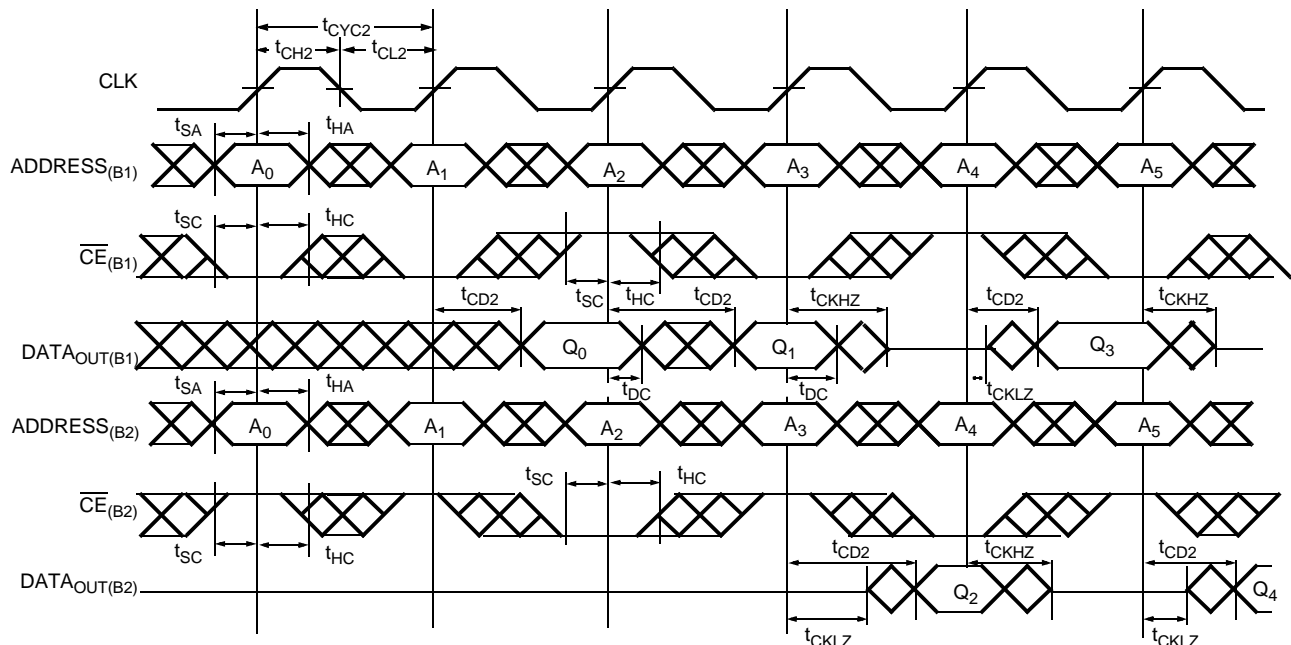 tCYC2
tCH2 tCL2
CLK
tSA tHA
ADDRESS(B1) A0 A1 A2 A3 A4 A5
tSC tHC
CE(B1)
tSC tHC tCD2
tCD2 tCKHZ tCD2 tCKHZ
DATAOUT(B1) Q0 Q1 Q3
tSA tHA tDC tDC tCKLZ
ADDRESS(B2) A0 A1 A2 A3 A4 A5
tSC tHC
CE(B2)
tSC tHC tCD2 tCKHZ tCD2
DATAOUT(B2) Q2 Q4
tCKLZ tCKLZ